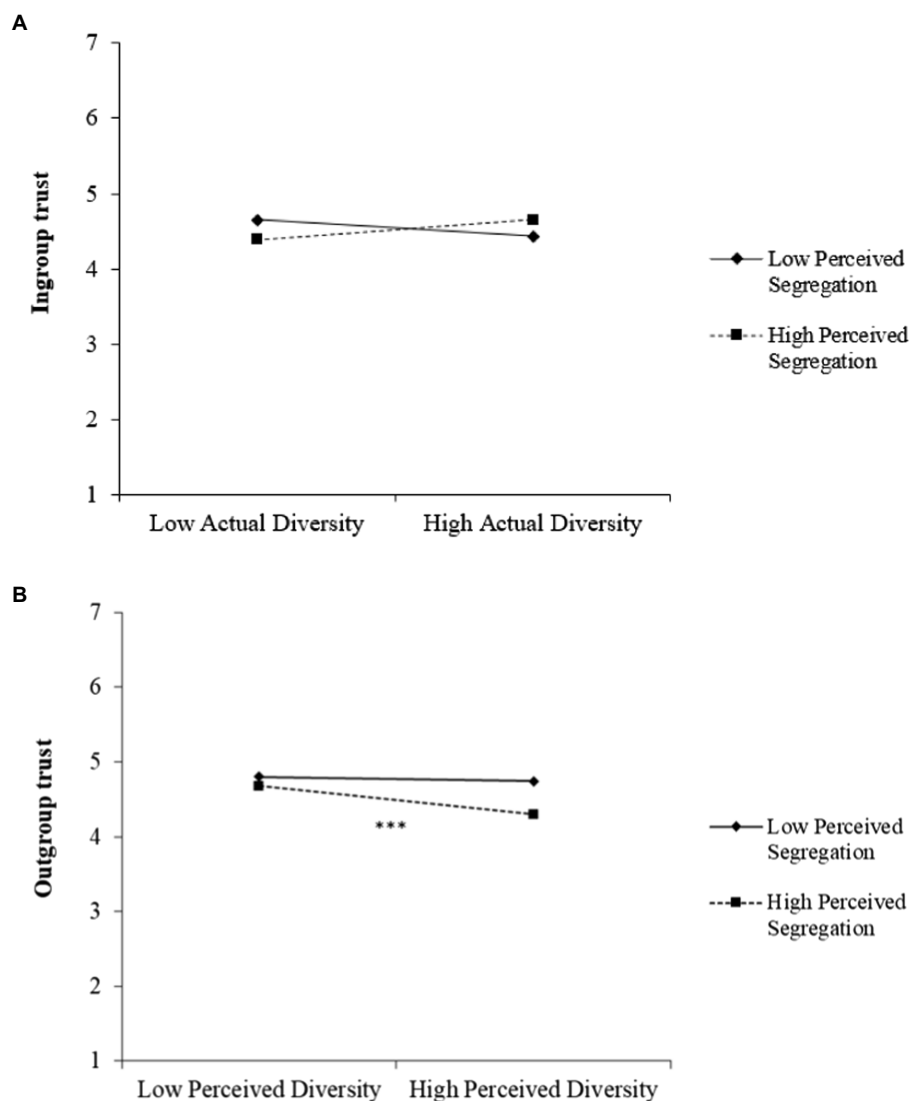 A
7
6
5
4
3
2
1
Ingroup trust
Low Actual Diversity
High Actual Diversity
Low Perceived
Segregation
High Perceived
Segregation
B
7
6
5
4
3
2
1
Outgroup trust
***
Low Perceived Diversity
High Perceived Diversity
Low Perceived
Segregation
High Perceived
Segregation